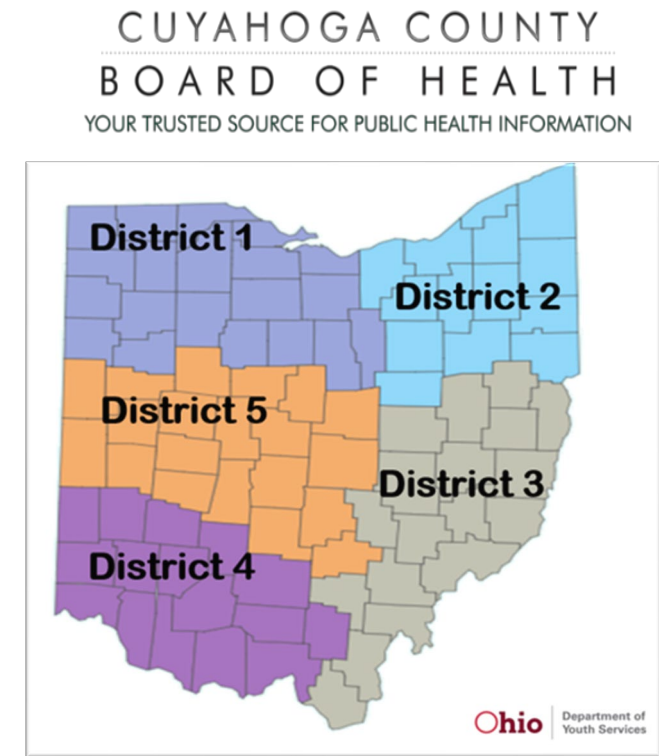 CUYAHOGA COUNTY
BOARD OF HEALTH
YOUR TRUSTED SOURCE FOR PUBLIC HEALTH INFORMATION
District 1
District 2
District 5
District 3
District 4
Ohio
Department of
Youth Services